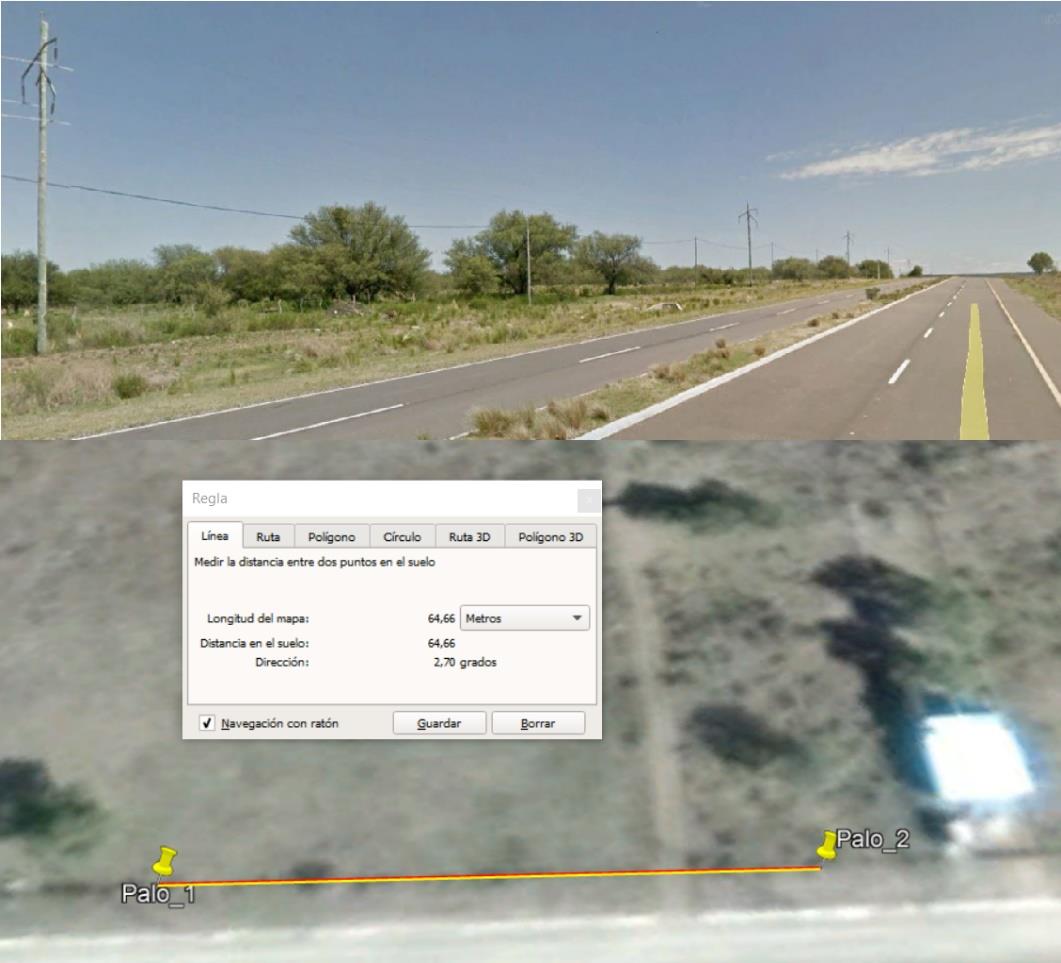 Regla
Línea Ruta Polígono Círculo Ruta 3D Polígono 3D
Medir la distancia entre dos puntos en el suelo
Longitud del mapa: 64,66 Metros
Distancia en el suelo: 64,66
Dirección: 2,70 grados
Navegación con ratón Guardar Borrar
Palo_2
Palo_1